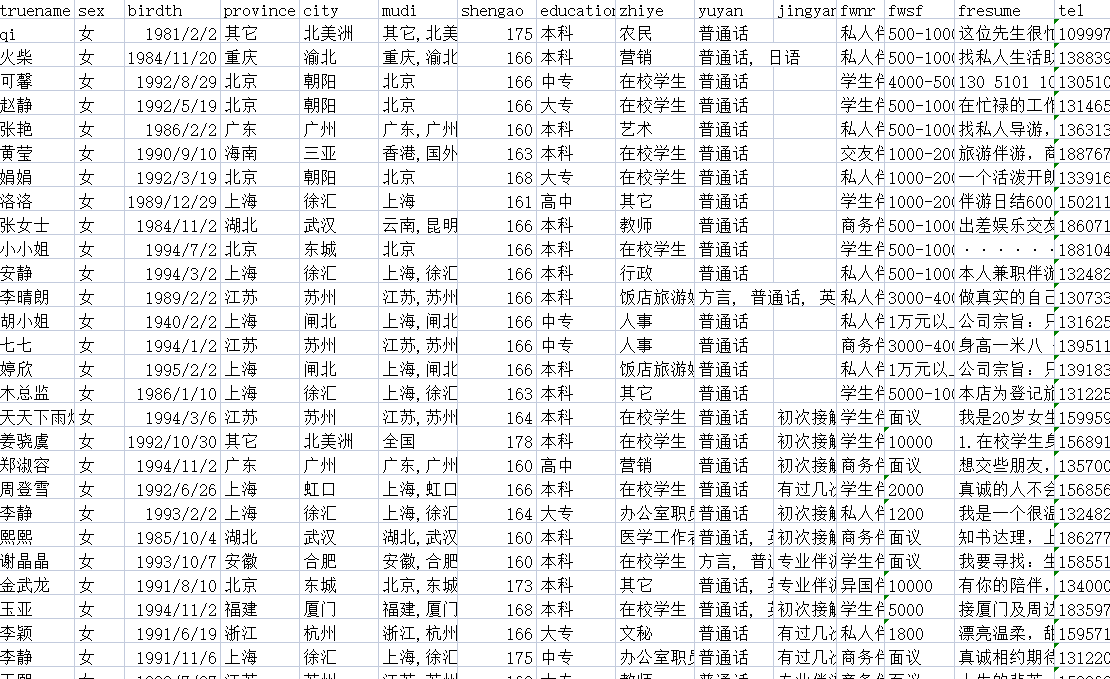 truename sex birdth province city mudi shengao education zhiye yuyan jingyan fwnr fwsf fresume tel
qi 女 1981/2/2 其它 北美洲 其它,北美 175 本科 农民 普通话 私人伴 500-1000 这位先生很忙 109997
火柴 女 1984/11/20 重庆 渝北 重庆,渝北 166 本科 营销 普通话, 日语 私人伴 500-1000 找私人生活助 138839
可馨 女 1992/8/29 北京 朝阳 北京 166 中专 在校学生 普通话 学生伴 4000-500 130 5101 10 130510
赵静 女 1992/5/19 北京 朝阳 北京 166 大专 在校学生 普通话 学生伴 500-1000 在忙禄的工作 131465
张艳 女 1986/2/2 广东 广州 广东,广州 160 本科 艺术 普通话 私人伴 500-1000 找私人导游, 136313
黄莹 女 1990/9/10 海南 三亚 香港,国外 163 本科 在校学生 普通话 交友伴 1000-200 旅游伴游,商 188767
娟娟 女 1992/3/19 北京 朝阳 北京 168 大专 在校学生 普通话 私人伴 1000-200 一个活泼开朗 133916
洛洛 女 1989/12/29 上海 徐汇 上海 161 高中 其它 普通话 私人伴 1000-200 伴游日结600 150211
张女士 女 1984/11/2 湖北 武汉 云南,昆明 166 本科 教师 普通话 商务伴 500-1000 出差娱乐交友 186071
小小姐 女 1994/7/2 北京 东城 北京 166 本科 在校学生 普通话 学生伴 500-1000 ······ 188104
安静 女 1994/3/2 上海 徐汇 上海,徐汇 166 本科 行政 普通话 私人伴 500-1000 本人兼职伴游 132482
李晴朗 女 1989/2/2 江苏 苏州 江苏,苏州 166 本科 饭店旅游 方言, 普通话, 英 私人伴 3000-400 做真实的自己 130733
胡小姐 女 1940/2/2 上海 闸北 上海,闸北 166 中专 人事 普通话 私人伴 1万元以 公司宗旨:只 131625
七七 女 1994/1/2 江苏 苏州 江苏,苏州 166 中专 人事 普通话 商务伴 3000-400 身高一米八 139511
婷欣 女 1995/2/2 上海 闸北 上海,闸北 166 本科 饭店旅游 普通话 私人伴 1万元以 公司宗旨:只 139183
木总监 女 1986/1/10 上海 徐汇 上海,徐汇 163 本科 其它 普通话 学生伴 5000-100 本店为登记旅 131225
天天下雨 女 1994/3/6 江苏 苏州 江苏,苏州 164 本科 在校学生 普通话 初次接触 学生伴 面议 我是20岁女生 159959
姜骁虞 女 1992/10/30 其它 北美洲 全国 178 本科 在校学生 普通话 初次接触 学生伴 10000 1.在校学生身 156891
郑淑容 女 1994/11/2 广东 广州 广东,广州 160 高中 营销 普通话 初次接触 商务伴 面议 想交些朋友, 135700
周登雪 女 1992/6/26 上海 虹口 上海,虹口 166 本科 在校学生 普通话 有过几次 学生伴 2000 真诚的人不会 156856
李静 女 1993/2/2 上海 徐汇 上海,徐汇 164 大专 办公室职员 普通话 初次接触 私人伴 1200 我是一个很温 132482
熙熙 女 1985/10/4 湖北 武汉 湖北,武汉 160 本科 医学工作者 普通话, 初次接触 商务伴 面议 知书达理,上 186277
谢晶晶 女 1993/10/7 安徽 合肥 安徽,合肥 160 本科 在校学生 方言, 普通 专业伴游 学生伴 面议 我要寻找:生 158551
金武龙 女 1991/8/10 北京 东城 北京,东城 173 本科 其它 普通话, 专业伴游 异国伴 10000 有你的陪伴, 134000
玉亚 女 1994/11/2 福建 厦门 福建,厦门 168 本科 在校学生 普通话, 初次接触 学生伴 5000 接厦门及周边 183597
李颖 女 1991/6/19 浙江 杭州 浙江,杭州 166 大专 文秘 普通话 有过几次 私人伴 1800 漂亮温柔,甜 159571
李静 女 1991/11/6 上海 徐汇 上海,徐汇 175 中专 办公室职员 普通话 有过几次 商务伴 面议 真诚相约期待 131220